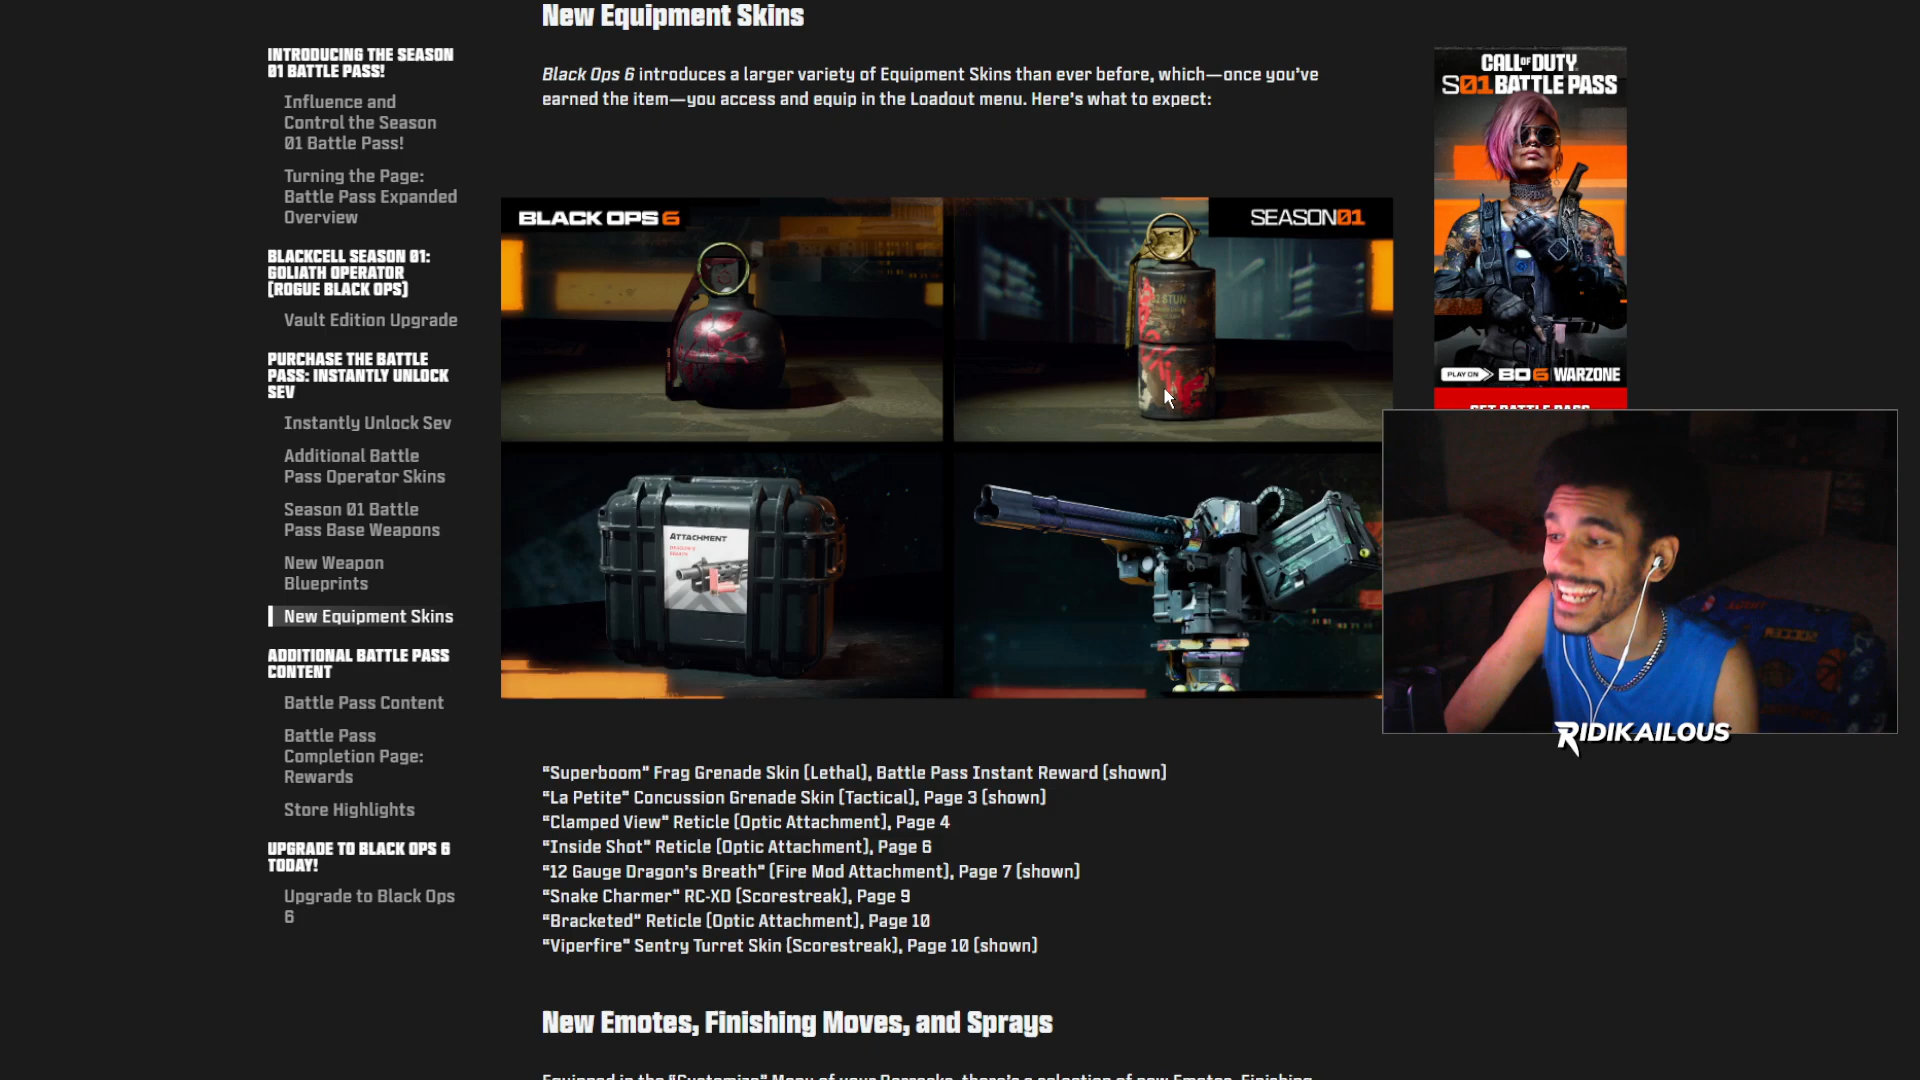 New Equipment Skins
INTRODUCING THE SEASON
01 BATTLE PASS!
Influence and
Control the Season
01 Battle Pass!
Turning the Page:
Battle Pass Expanded
Overview
BLACKCELL SEASON 01:
GOLIATH OPERATOR
(ROGUE BLACK OPS)
Vault Edition Upgrade
PURCHASE THE BATTLE
PASS: INSTANTLY UNLOCK
SEV
Instantly Unlock Sev
Additional Battle
Pass Operator Skins
Season 01 Battle
Pass Base Weapons
New Weapon
Blueprints
New Equipment Skins
ADDITIONAL BATTLE PASS
CONTENT
Battle Pass Content
Battle Pass
Completion Page:
Rewards
Store Highlights
UPGRADE TO BLACK OPS 6
TODAY!
Upgrade to Black Ops
6
Black Ops 6 introduces a larger variety of Equipment Skins than ever before, which—once you’ve
earned the item—you access and equip in the Loadout menu. Here’s what to expect:
BLACK OPS 6
SEASON 01
ATTACHMENT
“Superboom” Frag Grenade Skin (Lethal), Battle Pass Instant Reward (shown)
“La Petite” Concussion Grenade Skin (Tactical), Page 3 (shown)
“Clamped View” Reticle (Optic Attachment), Page 4
“Inside Shot” Reticle (Optic Attachment), Page 6
“12 Gauge Dragon’s Breath” (Fire Mod Attachment), Page 7 (shown)
“Snake Charmer” RC-XD (Scorestreak), Page 9
“Bracketed” Reticle (Optic Attachment), Page 10
“Viperfire” Sentry Turret Skin (Scorestreak), Page 10 (shown)
New Emotes, Finishing Moves, and Sprays
CALL OF DUTY
S01 BATTLE PASS
PLAY ON BO6 WARZONE
GET BATTLE PASS
RIDIKAILOUS